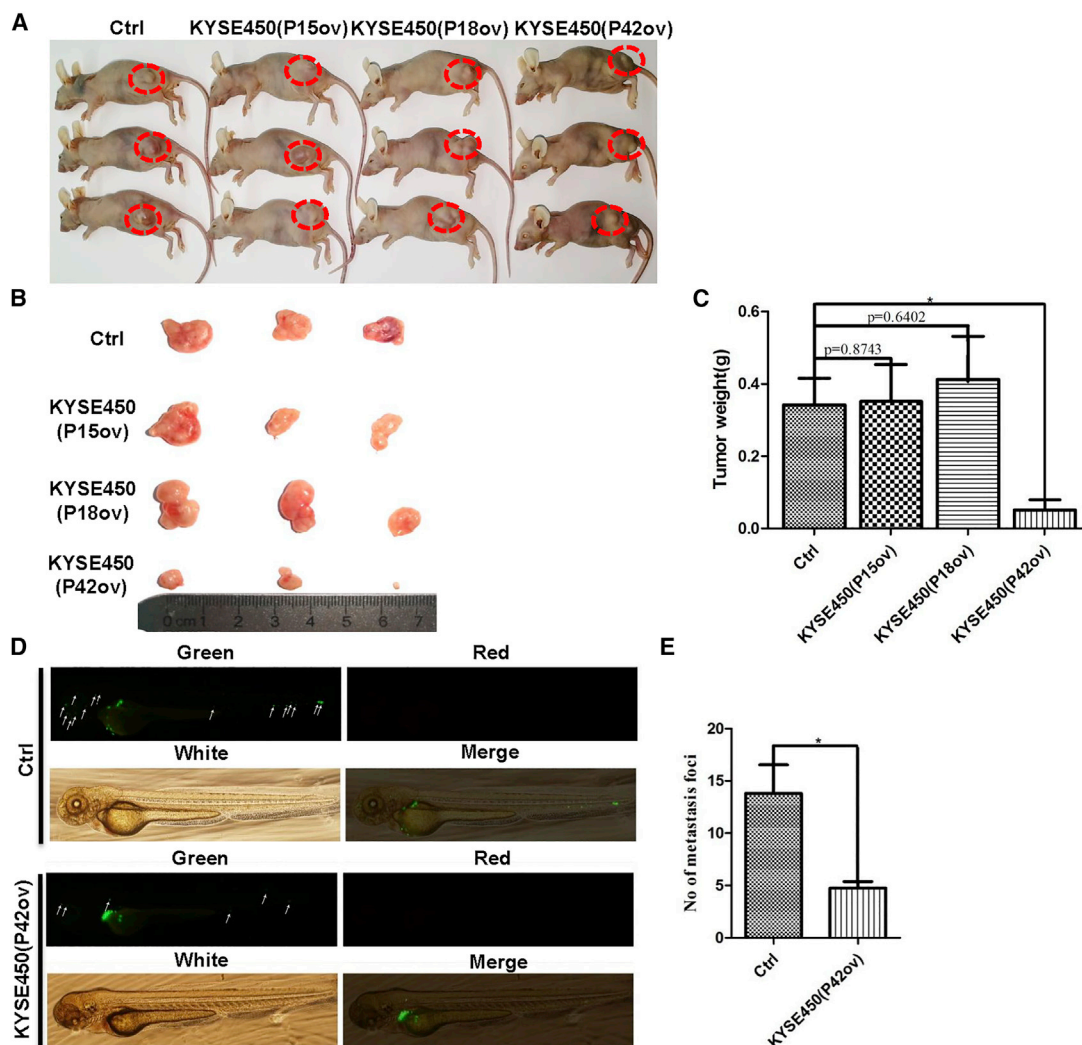 A
Ctrl KYSE450(P15ov) KYSE450(P18ov) KYSE450(P42ov)
B
Ctrl
KYSE450
(P15ov)
KYSE450
(P18ov)
KYSE450
(P42ov)
0 cm 1 2 3 4 5 6 7
C
*
p=0.6402
p=0.8743
Tumor weight(g)
0.6
0.4
0.2
0.0
Ctrl
KYSE450(P15ov)
KYSE450(P18ov)
KYSE450(P42ov)
D
Ctrl
Green Red
White Merge
KYSE450(P42ov)
Green Red
White Merge
E
*
No of metastasis foci
20
15
10
5
0
Ctrl
KYSE450(P42ov)